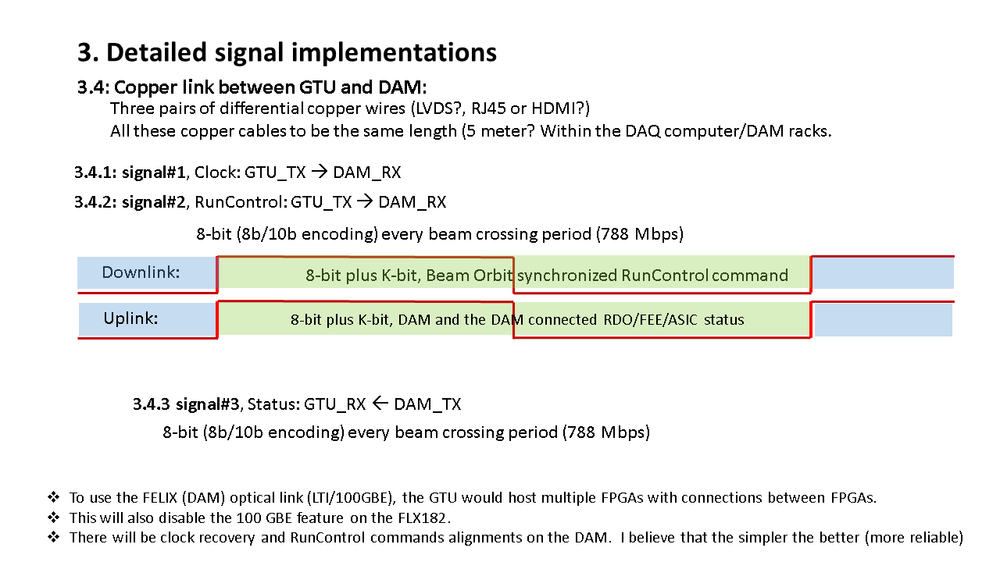 3. Detailed signal implementations
3.4: Copper link between GTU and DAM:
Three pairs of differential copper wires (LVDS?, RJ45 or HDMI?)
All these copper cables to be the same length (5 meter? Within the DAQ computer/DAM racks.
3.4.1: signal#1, Clock: GTU_TX → DAM_RX
3.4.2: signal#2, RunControl: GTU_TX → DAM_RX
8-bit (8b/10b encoding) every beam crossing period (788 Mbps)
Downlink: 8-bit plus K-bit, Beam Orbit synchronized RunControl command
Uplink: 8-bit plus K-bit, DAM and the DAM connected RDO/FEE/ASIC status
3.4.3 signal#3, Status: GTU_RX ← DAM_TX
8-bit (8b/10b encoding) every beam crossing period (788 Mbps)
❖ To use the FELIX (DAM) optical link (LTI/100GBE), the GTU would host multiple FPGAs with connections between FPGAs.
❖ This will also disable the 100 GBE feature on the FLX182.
❖ There will be clock recovery and RunControl commands alignments on the DAM. I believe that the simpler the better (more reliable)